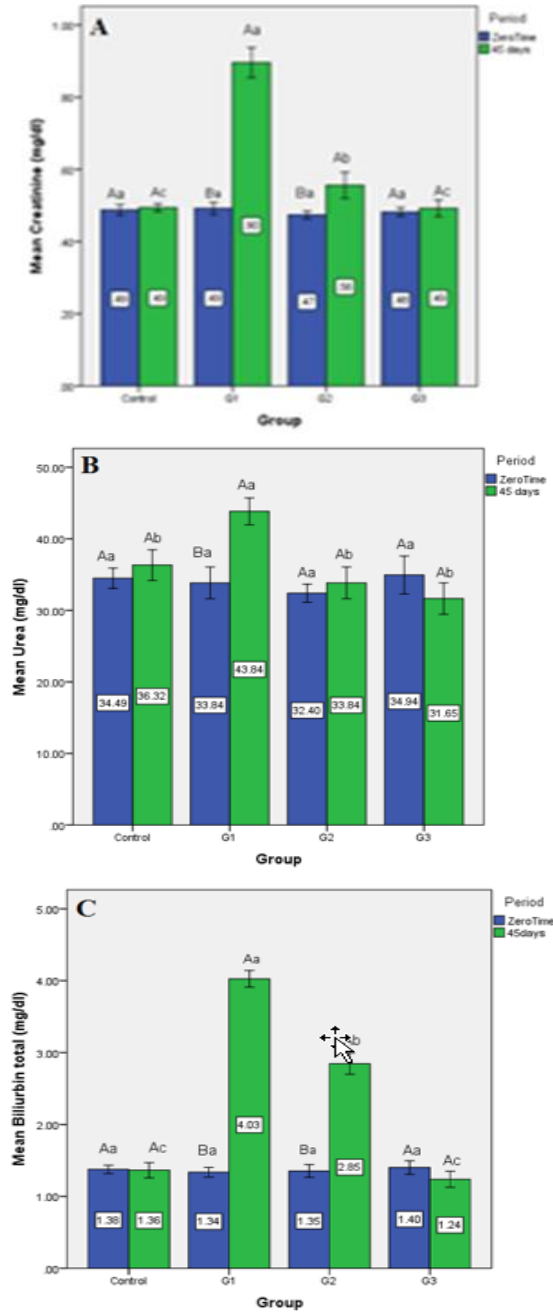 A
Period
ZeroTime
45 days
Mean Creatinine (mg/dl)
1.00
.80
.60
.40
.20
.00
Aa Ac Ba Aa Ba Ab Aa Ac
.49 .49 .49 .90 .47 .56 .48 .49
Control G1 G2 G3
Group
B
Period
ZeroTime
45 days
Mean Urea (mg/dl)
50.00
40.00
30.00
20.00
10.00
.00
Aa Ab Ba Aa Aa Ab Aa Ab
34.49 36.32 33.84 43.84 32.40 33.84 34.94 31.65
Control G1 G2 G3
Group
C
Period
ZeroTime
45days
Mean Biliurbin total (mg/dl)
5.00
4.00
3.00
2.00
1.00
.00
Aa Ac Ba Aa Ba Aa Ac
1.38 1.36 1.34 4.03 1.35 2.85 1.40 1.24
Control G1 G2 G3
Group